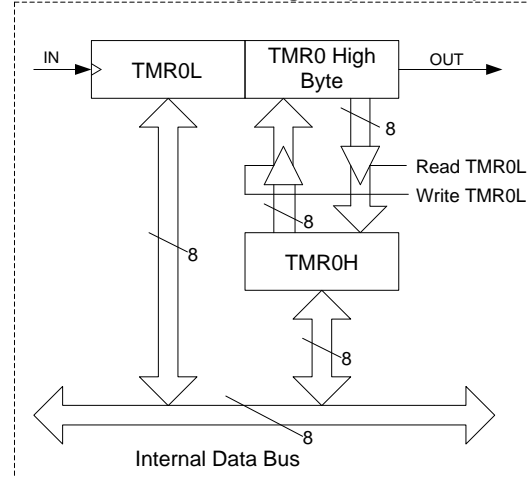 IN
TMR0L
TMR0 High
Byte
OUT
8
Read TMR0L
Write TMR0L
8
8
TMR0H
8
8
Internal Data Bus